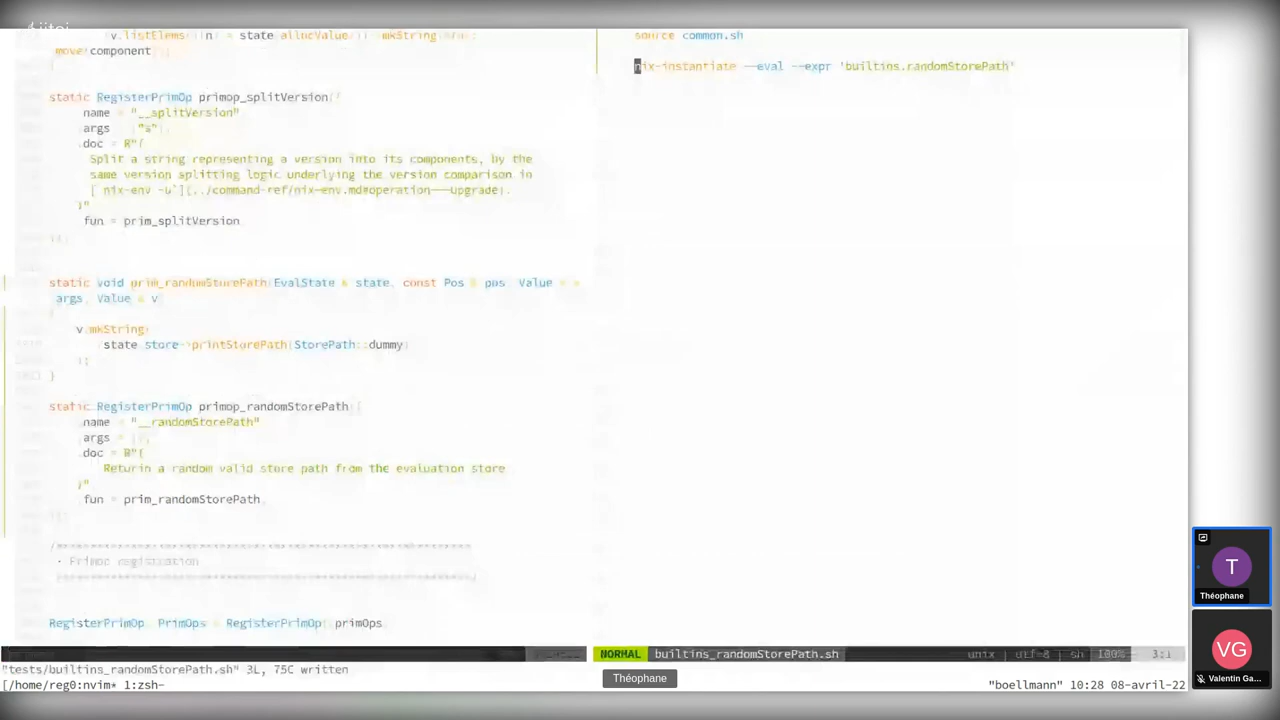 v.listElems() n = state allocValue() mkString
move component
static RegisterPrimOp primop_splitVersion({
name = "__splitVersion"
args "s"
.doc = R"(
Split a string representing a version into its components, by the
same version splitting logic underlying the version comparison in
[`nix-env -u`](../command-ref/nix-env.md#operation---upgrade).
)"
fun = prim_splitVersion
static void prim_randomStorePath(EvalState & state, const Pos & pos, Value * *
args, Value & v
{
v.mkString(
state store->printStorePath(StorePath::dummy)
);
}
static RegisterPrimOp primop_randomStorePath({
.name = "__randomStorePath"
.args = {},
.doc = R"(
Return a random valid store path from the evaluation store
)"
.fun = prim_randomStorePath,
Primop registration
RegisterPrimOp PrimOps RegisterPrimOp primOps
source common.sh
nix-instantiate --eval --expr 'builtins.randomStorePath'
NORMAL builtins_randomStorePath.sh unix | utf-8 | sh 100% 3:1
"tests/builtins_randomStorePath.sh" 3L, 75C written
[/home/reg0:nvim* 1:zsh- "boellmann" 10:28 08-avril-22
Théophane
T
Théophane
VG
Valentin Ga...